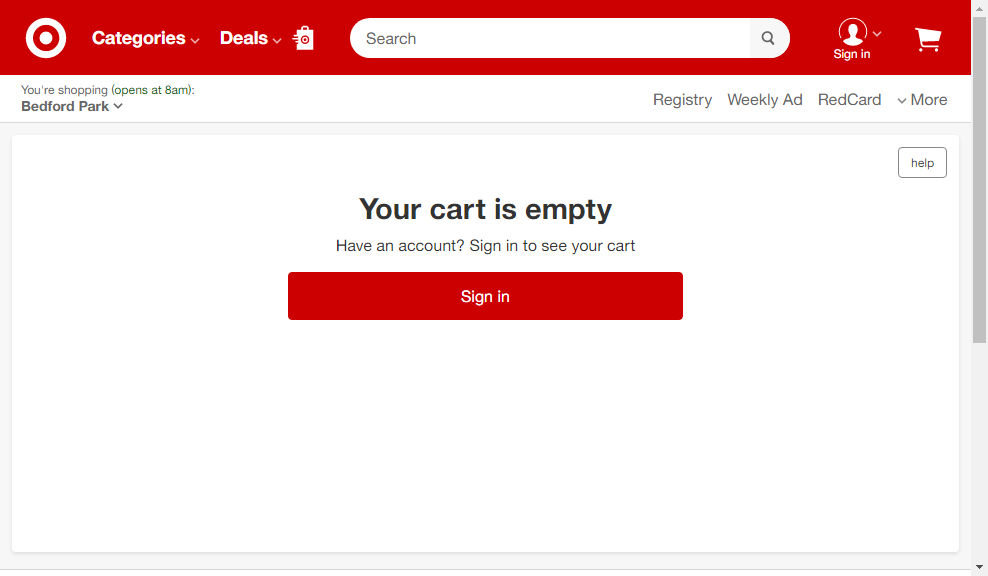 Categories
Deals
Search
Sign in
You're shopping (opens at 8am):
Bedford Park
Registry
Weekly Ad
RedCard
More
help
Your cart is empty
Have an account? Sign in to see your cart
Sign in